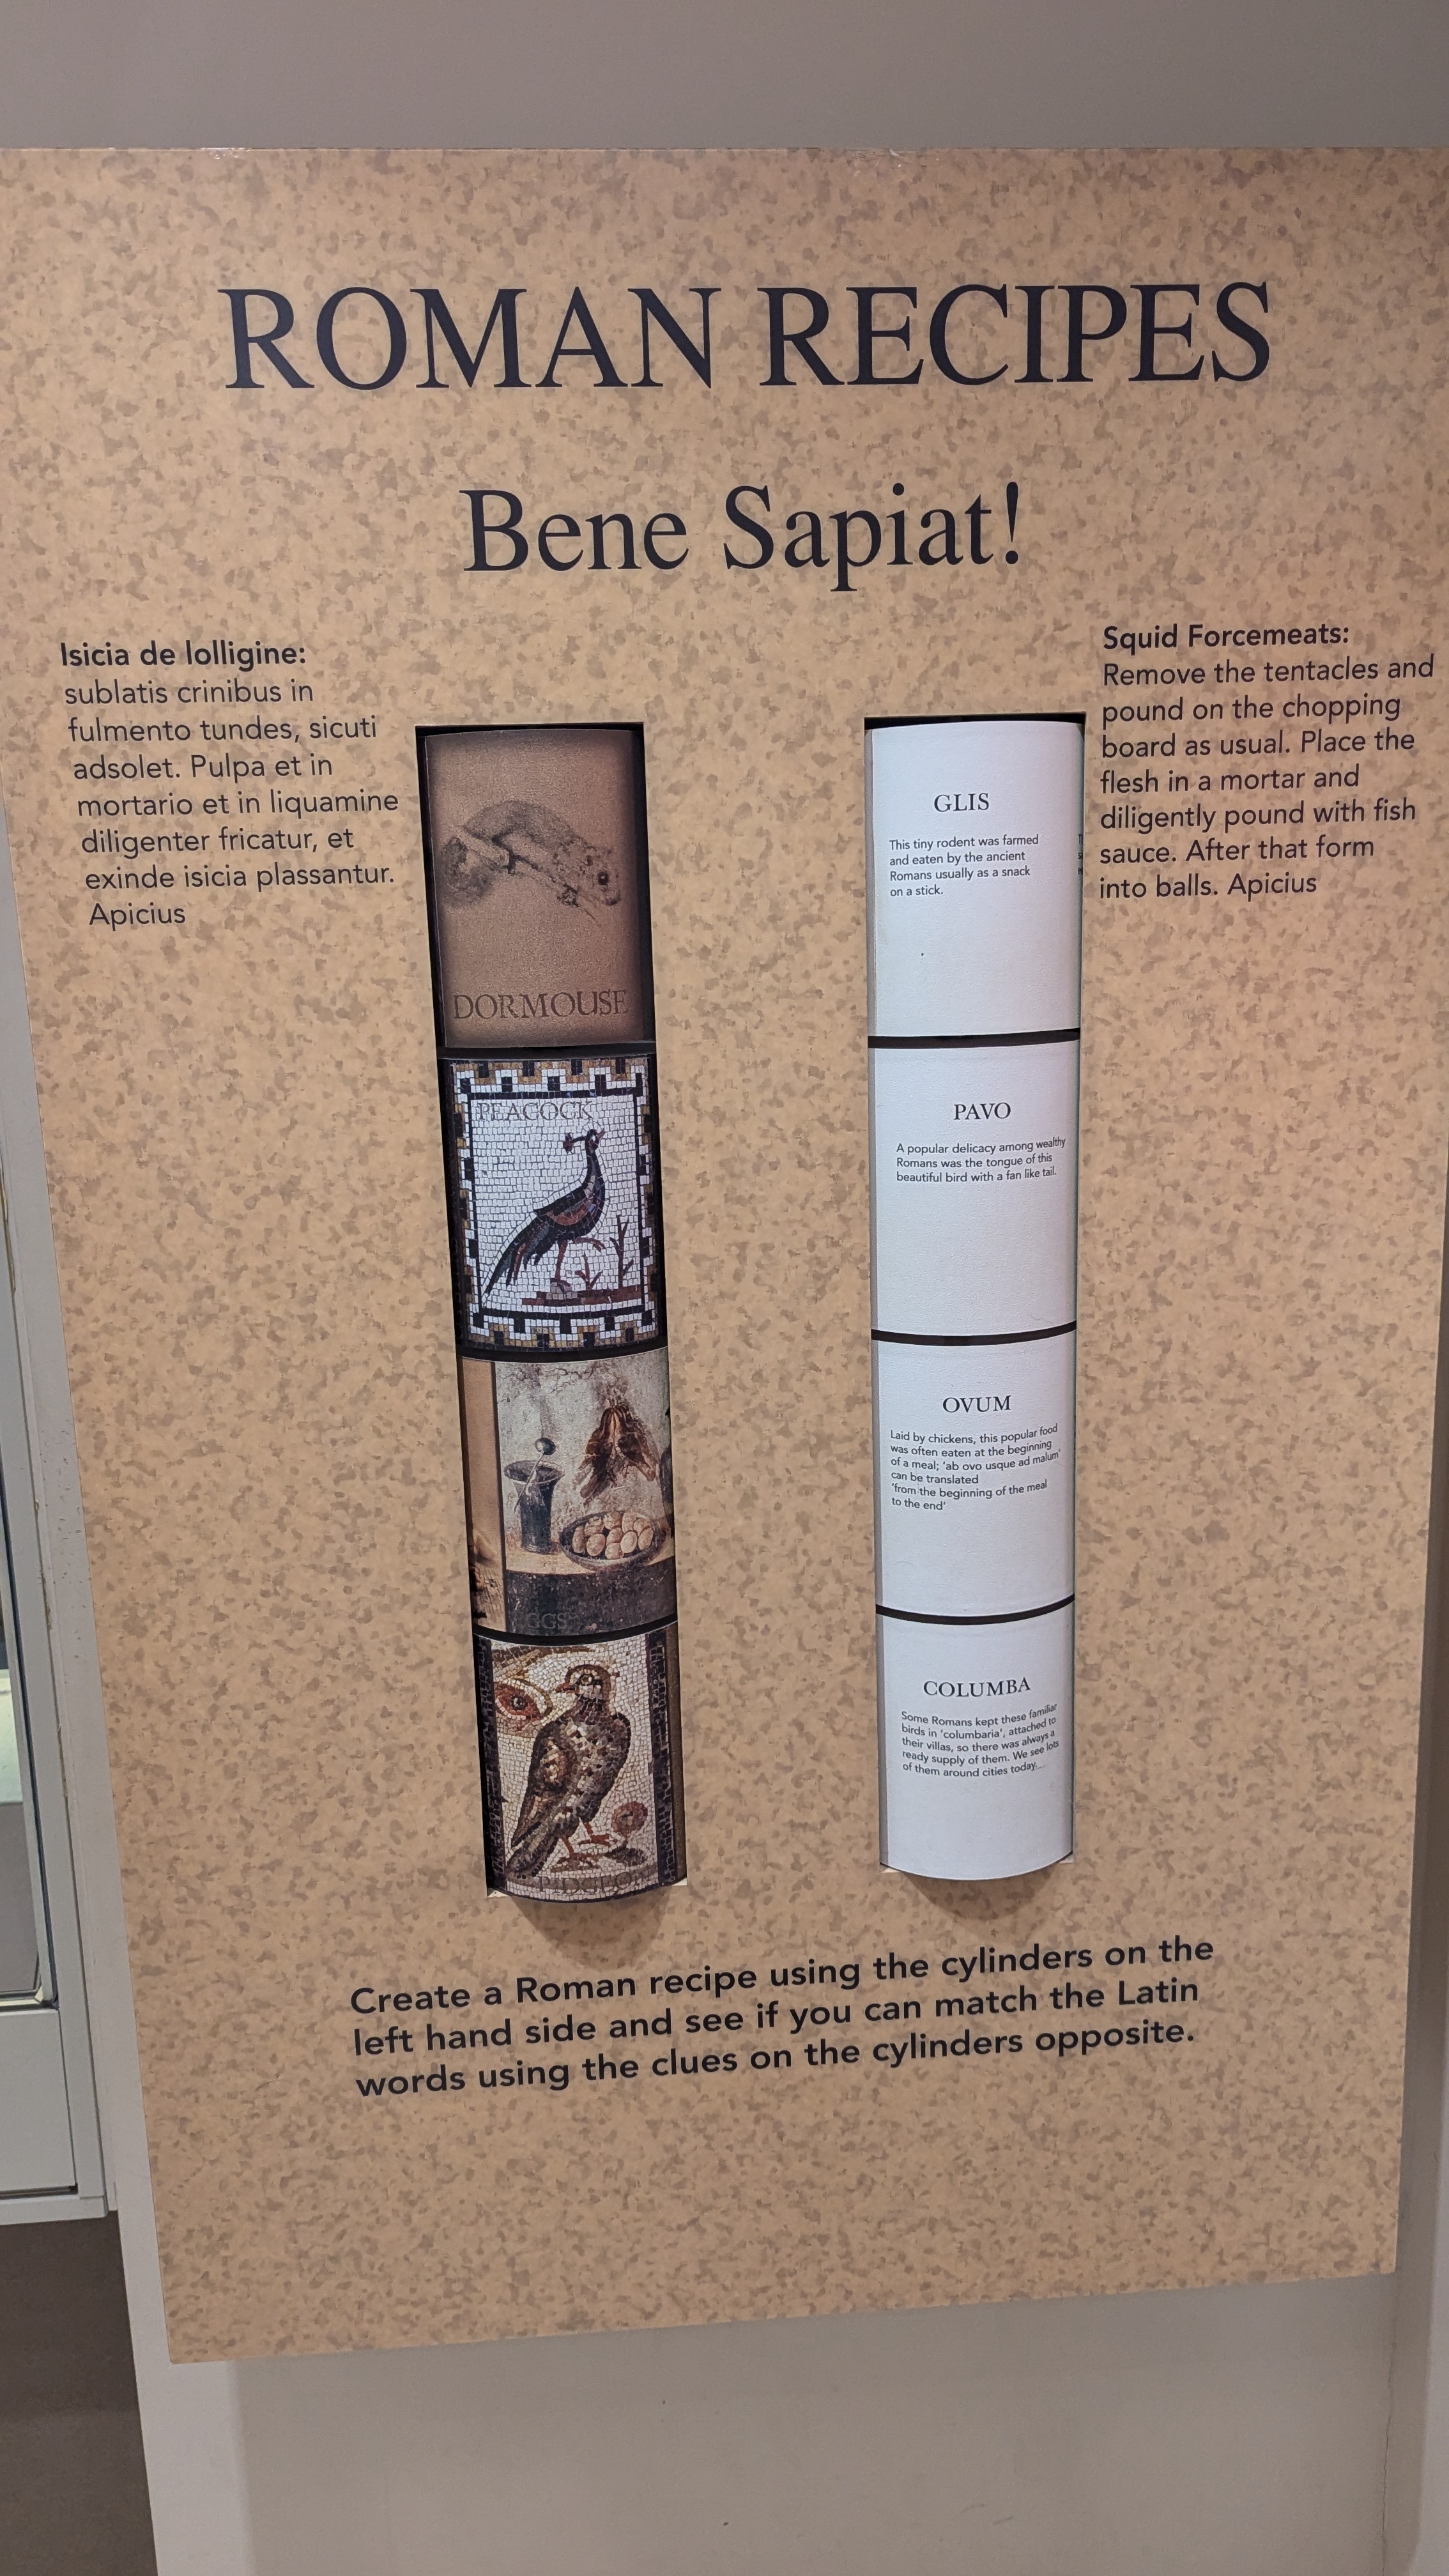 ROMAN RECIPES
Bene Sapiat!
Isicia de lolligine:
sublatis crinibus in
fulmento tundes, sicuti
adsolet. Pulpa et in
mortario et in liquamine
diligenter fricatur, et
exinde isicia plassantur.
Apicius
DORMOUSE
PEACOCK
GGS
GLIS
This tiny rodent was farmed
and eaten by the ancient
Romans usually as a snack
on a stick.
PAVO
A popular delicacy among wealthy
Romans was the tongue of this
beautiful bird with a fan like tail.
OVUM
Laid by chickens, this popular food
was often eaten at the beginning
of a meal; 'ab ovo usque ad malum'
can be translated
'from the beginning of the meal
to the end'
COLUMBA
Some Romans kept these familiar
birds in 'columbaria', attached to
their villas, so there was always a
ready supply of them. We see lots
of them around cities today...
Squid Forcemeats:
Remove the tentacles and
pound on the chopping
board as usual. Place the
flesh in a mortar and
diligently pound with fish
sauce. After that form
into balls. Apicius
Create a Roman recipe using the cylinders on the
left hand side and see if you can match the Latin
words using the clues on the cylinders opposite.